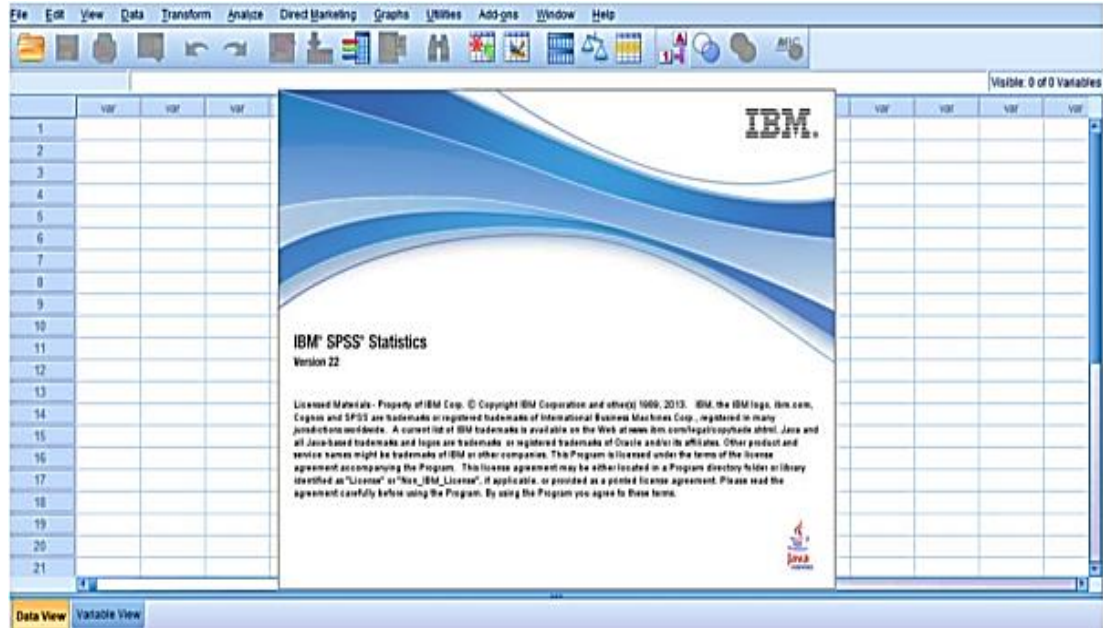 File Edit View Data Transform Analyze Direct Marketing Graphs Utilities Add-ons Window Help
Visible: 0 of 0 Variables
var var var var var var var
IBM.
1
2
3
4
5
6
7
8
9
10
11
12
13
14
15
16
17
18
19
20
21
IBM® SPSS® Statistics
Version 22
Licensed Materials - Property of IBM Corp. © Copyright IBM Corporation and other(s) 1989, 2013. IBM, the IBM logo, ibm.com,
Cognos and SPSS are trademarks or registered trademarks of International Business Machines Corp., registered in many
jurisdictions worldwide. A current list of IBM trademarks is available on the Web at www.ibm.com/legal/copytrade.shtml. Java and
all Java-based trademarks and logos are trademarks or registered trademarks of Oracle and/or its affiliates. Other product and
service names might be trademarks of IBM or other companies. This Program is licensed under the terms of the license
agreement accompanying the Program. This license agreement may be either located in a Program directory folder or library
identified as "License" or "Non_IBM_License", if applicable, or provided as a printed license agreement. Please read the
agreement carefully before using the Program. By using the Program you agree to these terms.
Java
Data View Variable View